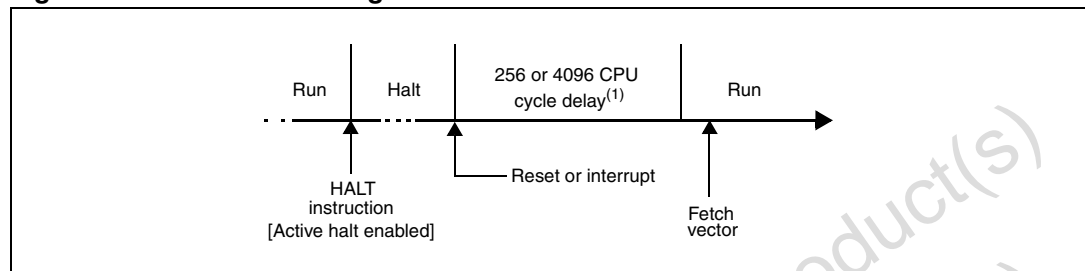 Run
Halt
256 or 4096 CPU
cycle delay(1)
Run
Reset or interrupt
HALT
instruction
[Active halt enabled]
Fetch
vector